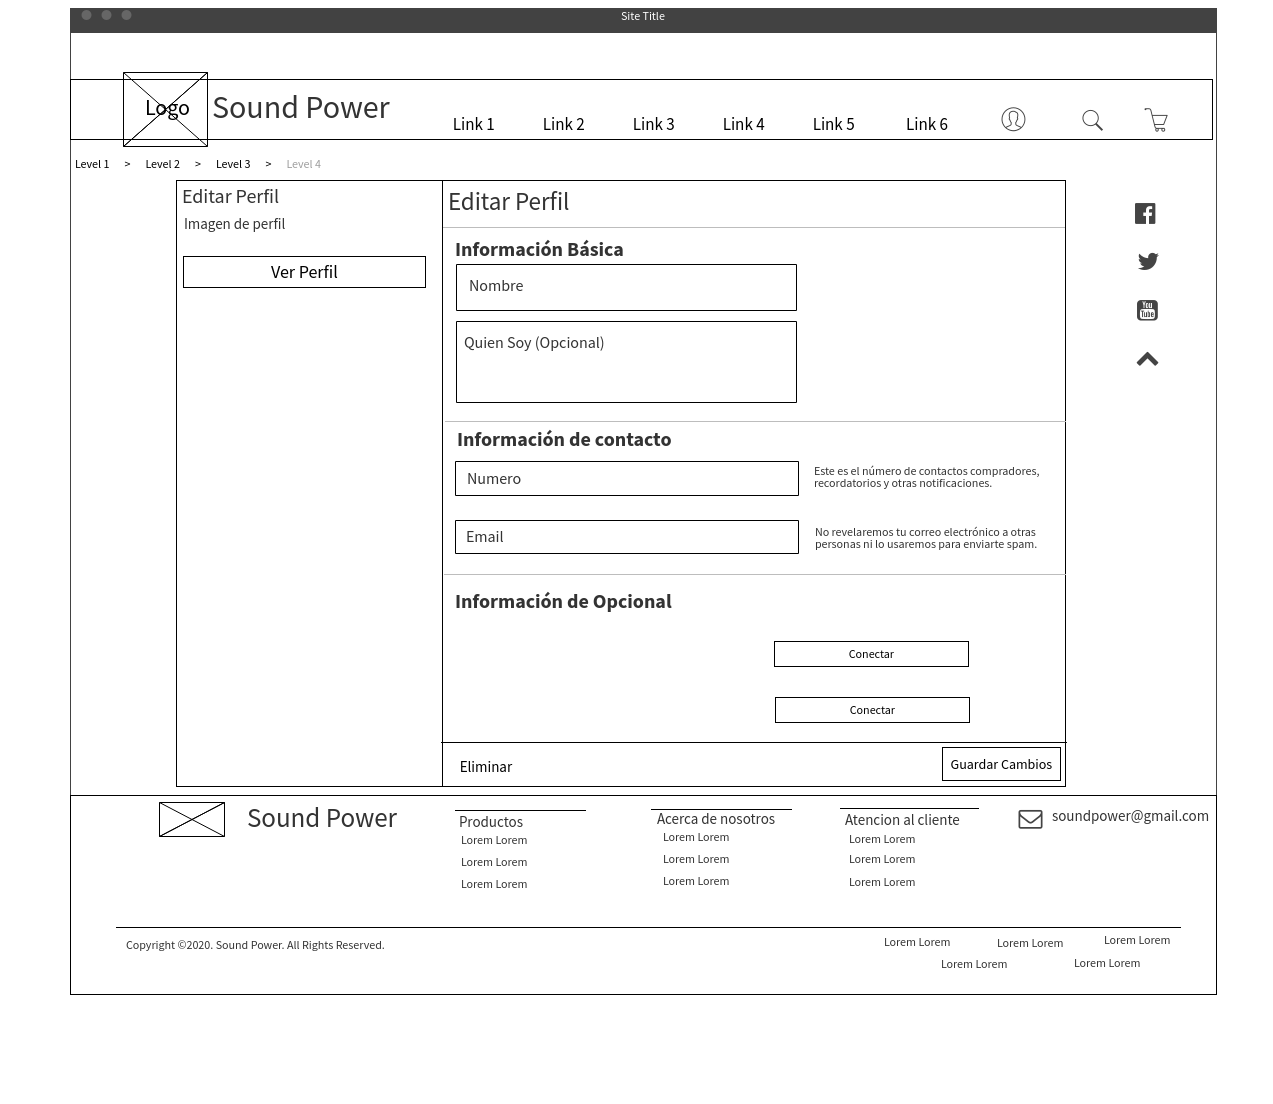 Site Title
Logo
Sound Power
Link 1 Link 2 Link 3 Link 4 Link 5 Link 6
Level 1 > Level 2 > Level 3 > Level 4
Editar Perfil
Imagen de perfil
Ver Perfil
Editar Perfil
Información Básica
Nombre
Quien Soy (Opcional)
Información de contacto
Numero
Este es el número de contactos compradores,
recordatorios y otras notificaciones.
Email
No revelaremos tu correo electrónico a otras
personas ni lo usaremos para enviarte spam.
Información de Opcional
Conectar
Conectar
Eliminar
Guardar Cambios
You
Tube
Sound Power
Productos
Lorem Lorem
Lorem Lorem
Lorem Lorem
Acerca de nosotros
Lorem Lorem
Lorem Lorem
Lorem Lorem
Atencion al cliente
Lorem Lorem
Lorem Lorem
Lorem Lorem
soundpower@gmail.com
Copyright ©2020. Sound Power. All Rights Reserved.
Lorem Lorem Lorem Lorem Lorem Lorem
Lorem Lorem Lorem Lorem